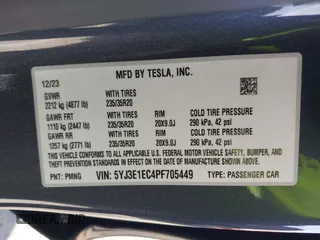 MFD BY TESLA, INC.
12/23
GVWR WITH TIRES
2212 kg (4877 lb) 235/35R20
GAWR FRT WITH TIRES RIM COLD TIRE PRESSURE
1110 kg (2447 lb) 235/35R20 20X9.0J 290 kPa, 42 psi
GAWR RR WITH TIRES RIM COLD TIRE PRESSURE
1257 kg (2771 lb) 235/35R20 20X9.0J 290 kPa, 42 psi
THIS VEHICLE CONFORMS TO ALL APPLICABLE U.S. FEDERAL MOTOR
VEHICLE SAFETY, BUMPER, AND THEFT PREVENTION STANDARDS
IN EFFECT ON THE DATE OF MANUFACTURE SHOWN ABOVE.
PNT: PMNG VIN: 5YJ3E1EC4PF705449 TYPE: PASSENGER CAR